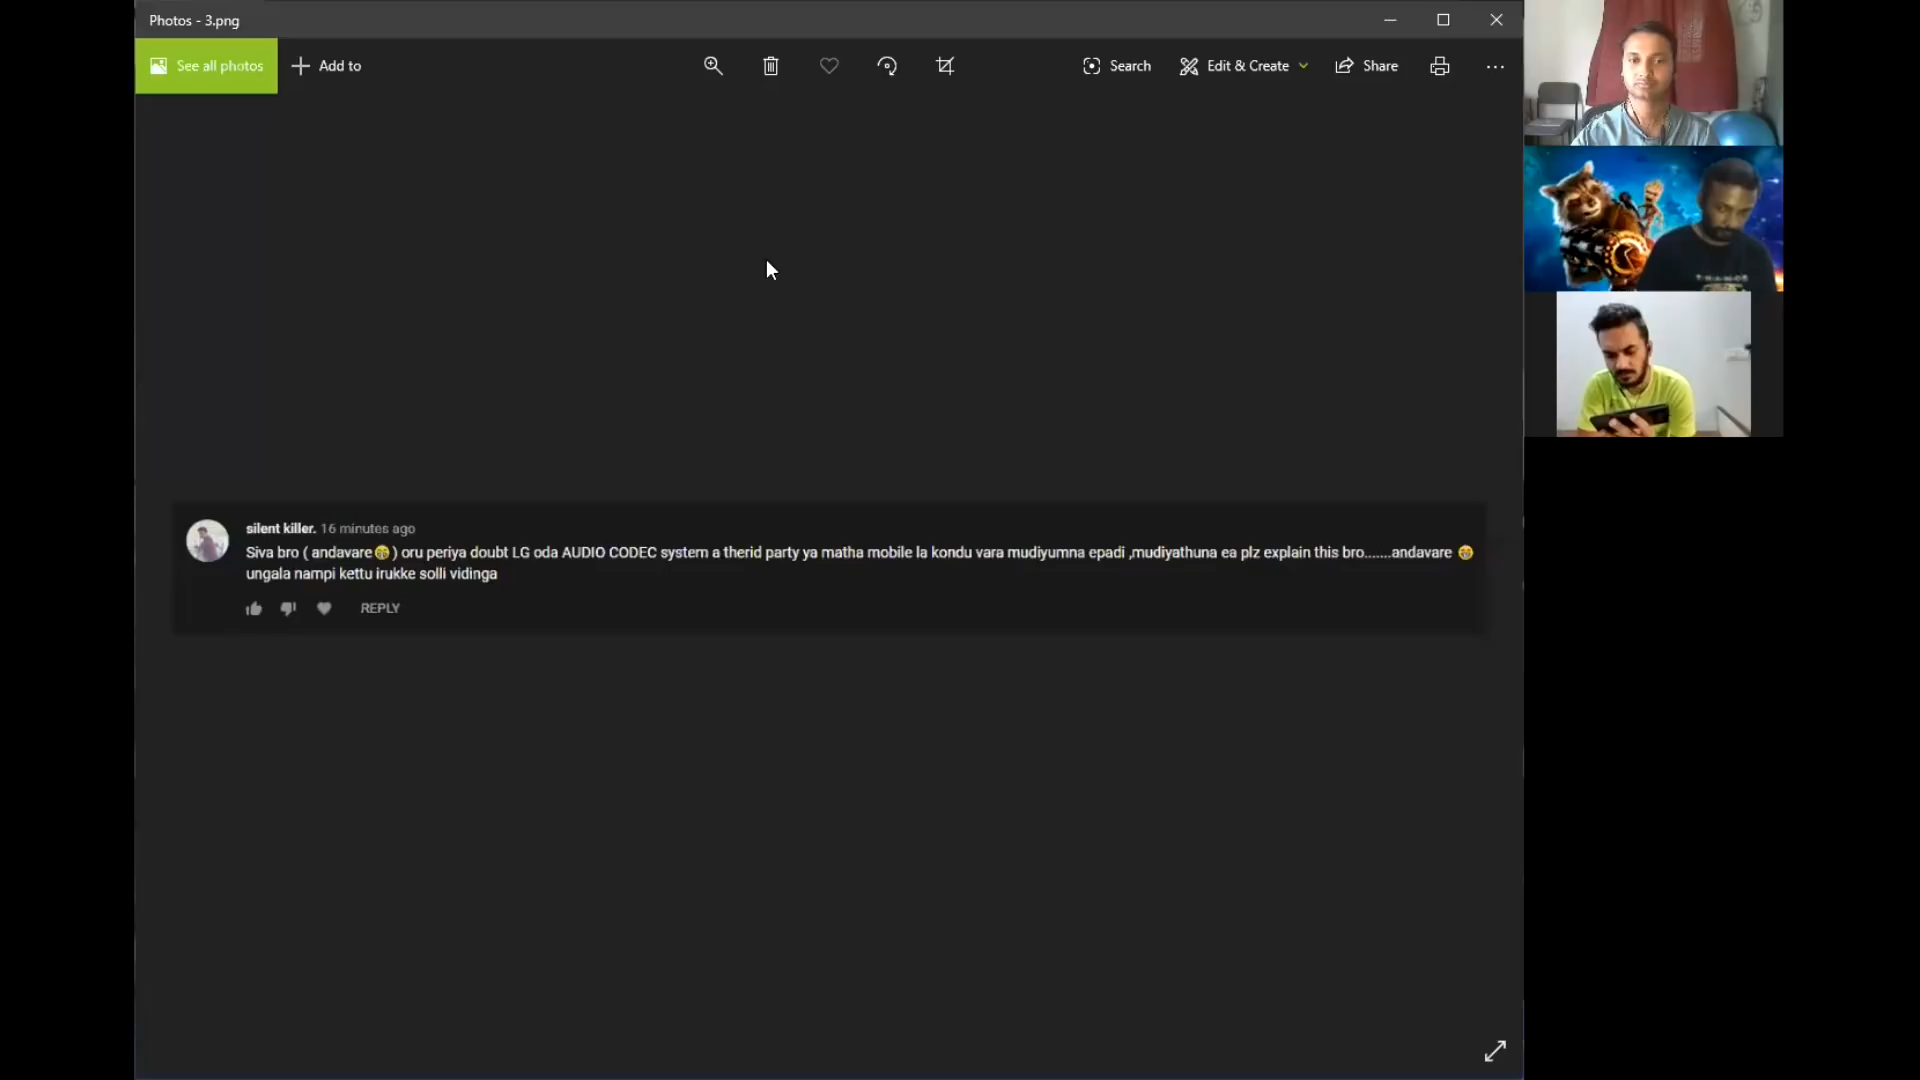 Photos - 3.png
See all photos
Add to
Search
Edit & Create
Share
silent killer. 16 minutes ago
Siva bro ( andavare😁) oru periya doubt LG oda AUDIO CODEC system a therid party ya matha mobile la kondu vara mudiyumna epadi ,mudiyathuna ea plz explain this bro.......andavare 😁
ungala nampi kettu irukke solli vidinga
REPLY
THANOS